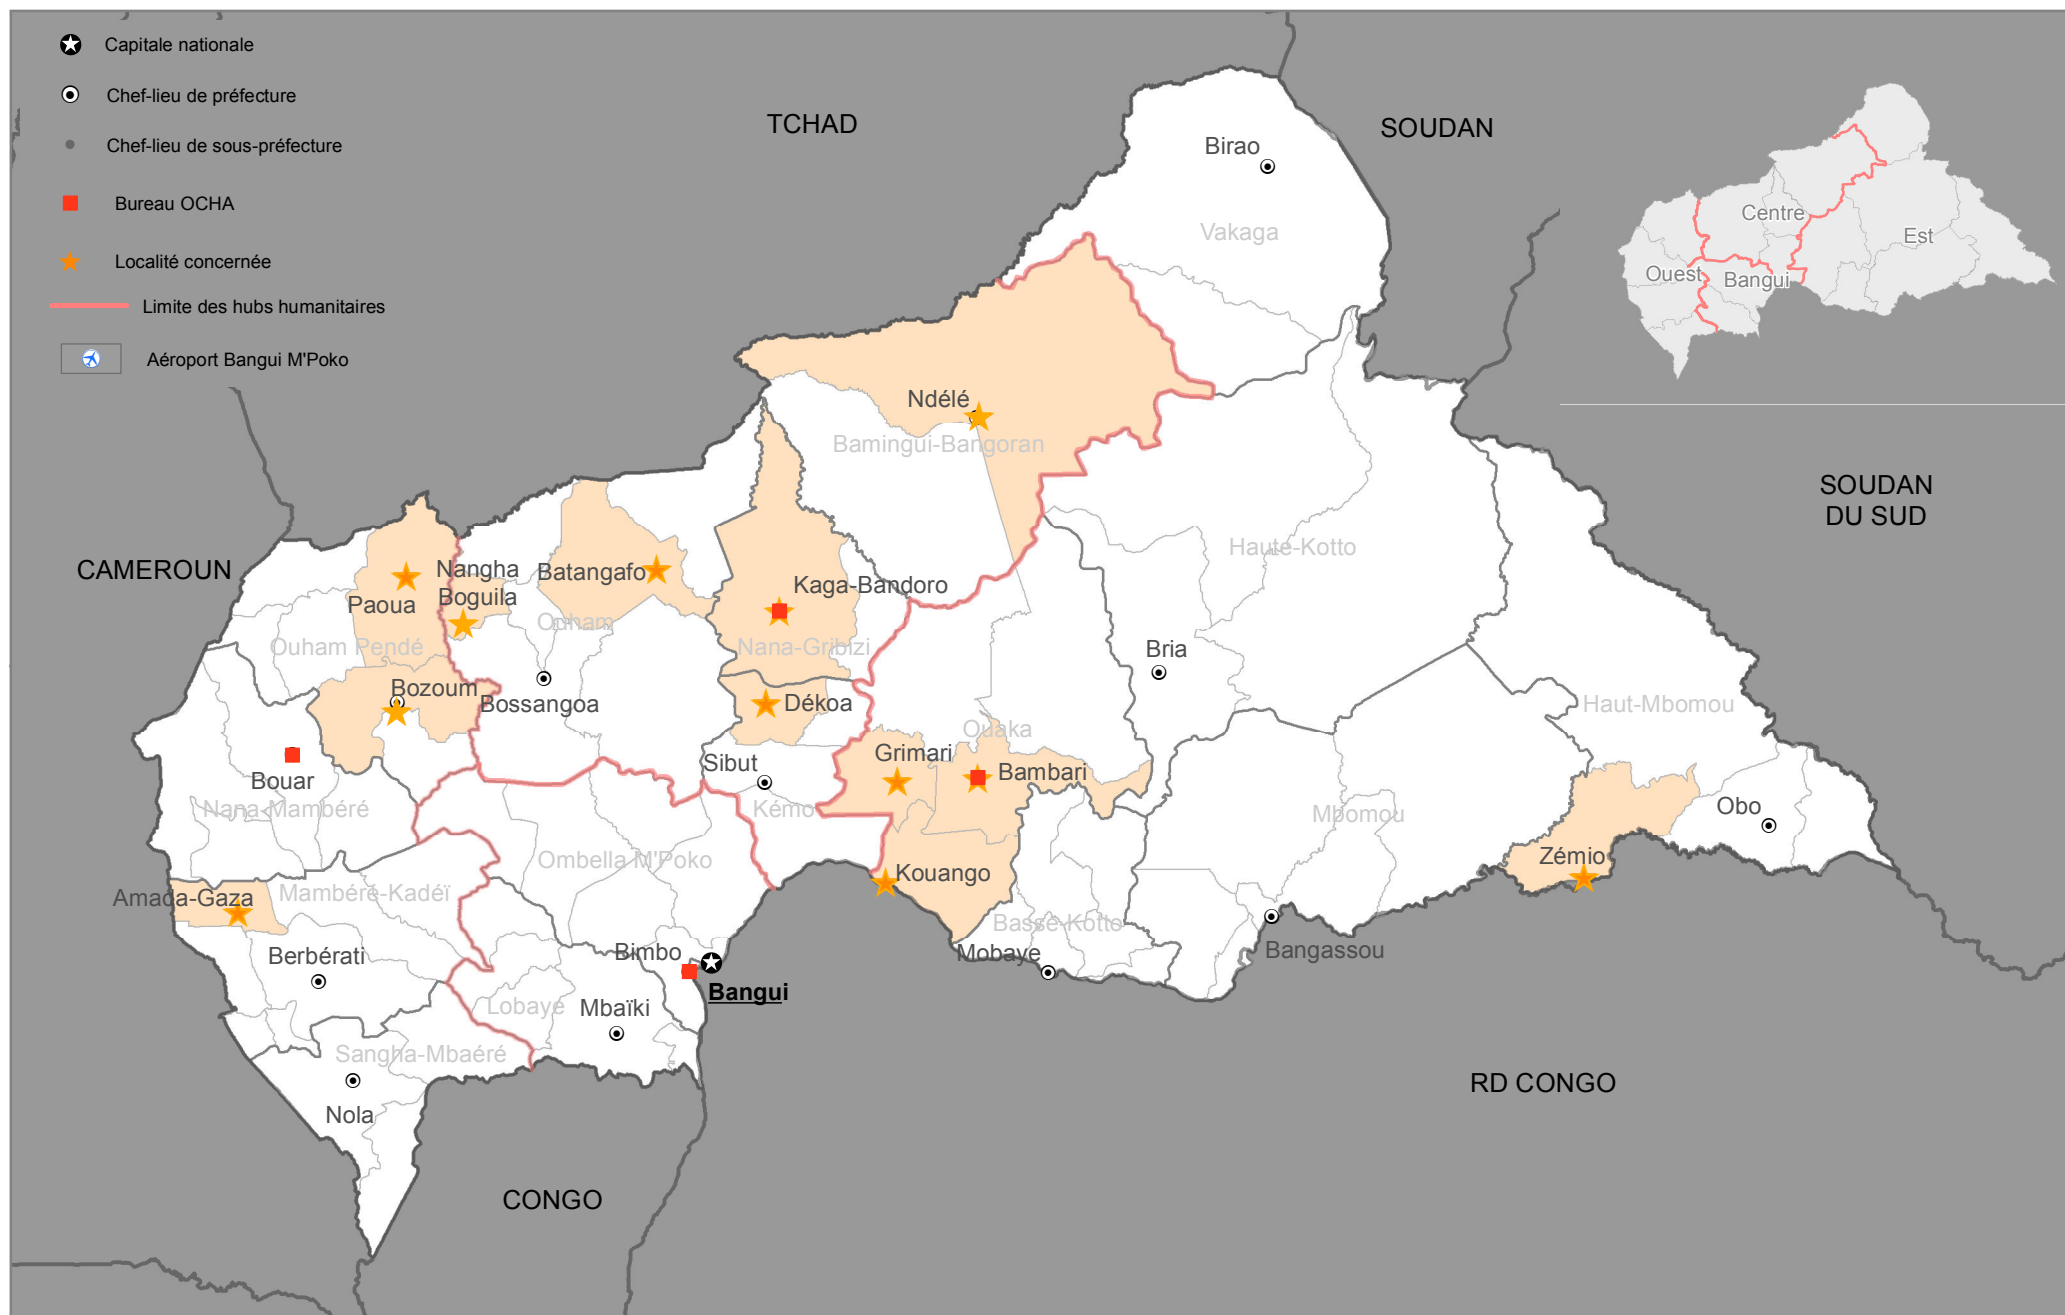 Capitale nationale
Chef-lieu de préfecture
Chef-lieu de sous-préfecture
Bureau OCHA
Localité concernée
Limite des hubs humanitaires
Aéroport Bangui M'Poko
TCHAD
SOUDAN
Birao
Vakaga
Centre
Est
Ouest
Bangui
Ndélé
Bamingui-Bangoran
SOUDAN
DU SUD
CAMEROUN
Nangha
Boguila
Batangafo
Kaga-Bandoro
Haute-Kotto
Paoua
Ouham
Ouham Pendé
Nana-Gribizi
Bria
Bozoum
Bossangoa
Dékoa
Haut-Mbomou
Ouaka
Grimari
Sibut
Bambari
Bouar
Nana-Mambéré
Kémo
Mbomou
Obo
Ombella M'Poko
Zémio
Kouango
Amada-Gaza
Mambéré-Kadéï
Basse-Kotto
Berbérati
Bimbo
Mobaye
Bangassou
Bangui
Lobaye
Mbaïki
Sangha-Mbaéré
Nola
RD CONGO
CONGO